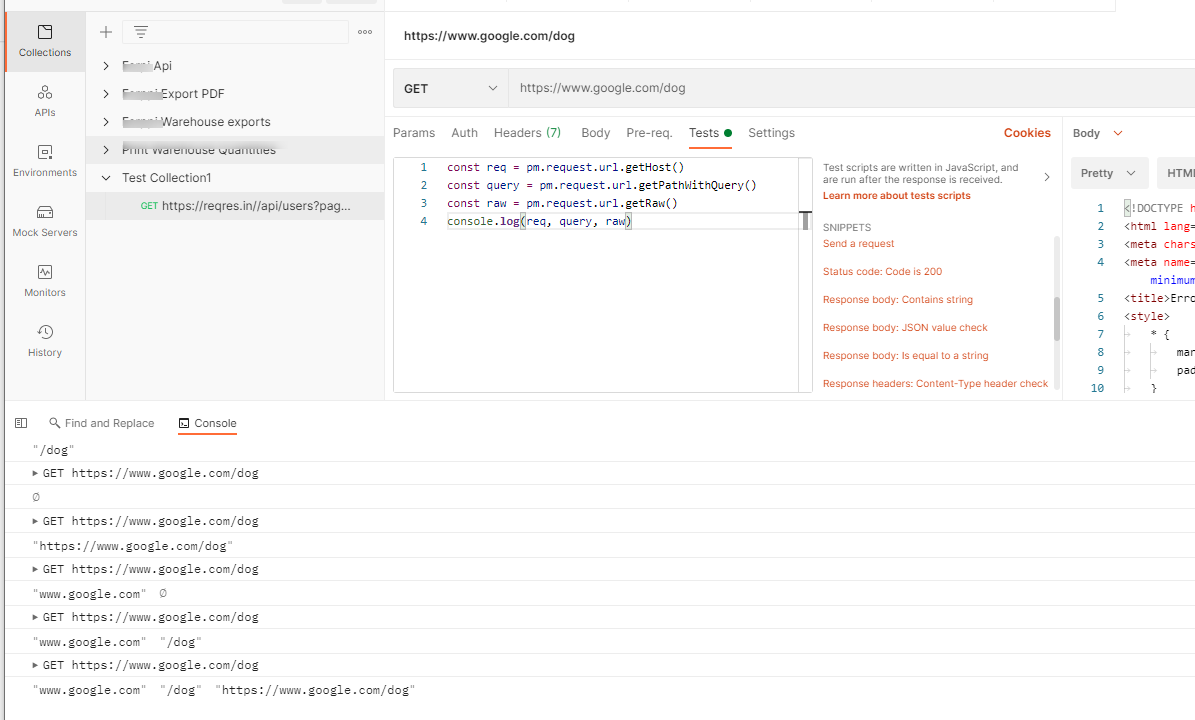 Collections
APIs
Environments
Mock Servers
Monitors
History
Api
Export PDF
Warehouse exports
Print Warehouse Quantities
Test Collection1
GET https://reqres.in//api/users?pag...
https://www.google.com/dog
GET https://www.google.com/dog
Params Auth Headers (7) Body Pre-req. Tests Settings Cookies
1 const req = pm.request.url.getHost()
2 const query = pm.request.url.getPathWithQuery()
3 const raw = pm.request.url.getRaw()
4 console.log(req, query, raw)
Test scripts are written in JavaScript, and
are run after the response is received.
Learn more about tests scripts
SNIPPETS
Send a request
Status code: Code is 200
Response body: Contains string
Response body: JSON value check
Response body: Is equal to a string
Response headers: Content-Type header check
Body
Pretty HTML
1 <!DOCTYPE h
2 <html lang=
3 <meta chars
4 <meta name=
minimum
5 <title>Erro
6 <style>
7 * {
8 mar
9 pad
10 }
Find and Replace Console
"/dog"
GET https://www.google.com/dog
Ø
GET https://www.google.com/dog
"https://www.google.com/dog"
GET https://www.google.com/dog
"www.google.com" Ø
GET https://www.google.com/dog
"www.google.com" "/dog"
GET https://www.google.com/dog
"www.google.com" "/dog" "https://www.google.com/dog"